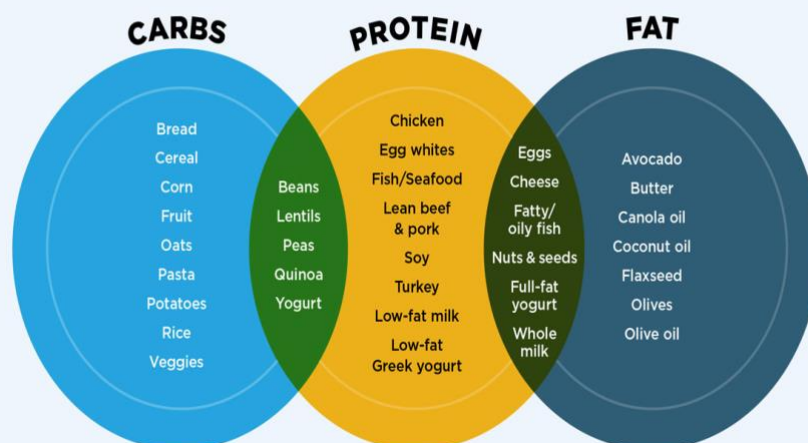 CARBS
PROTEIN
FAT
Bread
Cereal
Corn
Fruit
Oats
Pasta
Potatoes
Rice
Veggies
Beans
Lentils
Peas
Quinoa
Yogurt
Chicken
Egg whites
Fish/Seafood
Lean beef
& pork
Soy
Turkey
Low-fat milk
Low-fat
Greek yogurt
Eggs
Cheese
Fatty/
oily fish
Nuts & seeds
Full-fat
yogurt
Whole
milk
Avocado
Butter
Canola oil
Coconut oil
Flaxseed
Olives
Olive oil